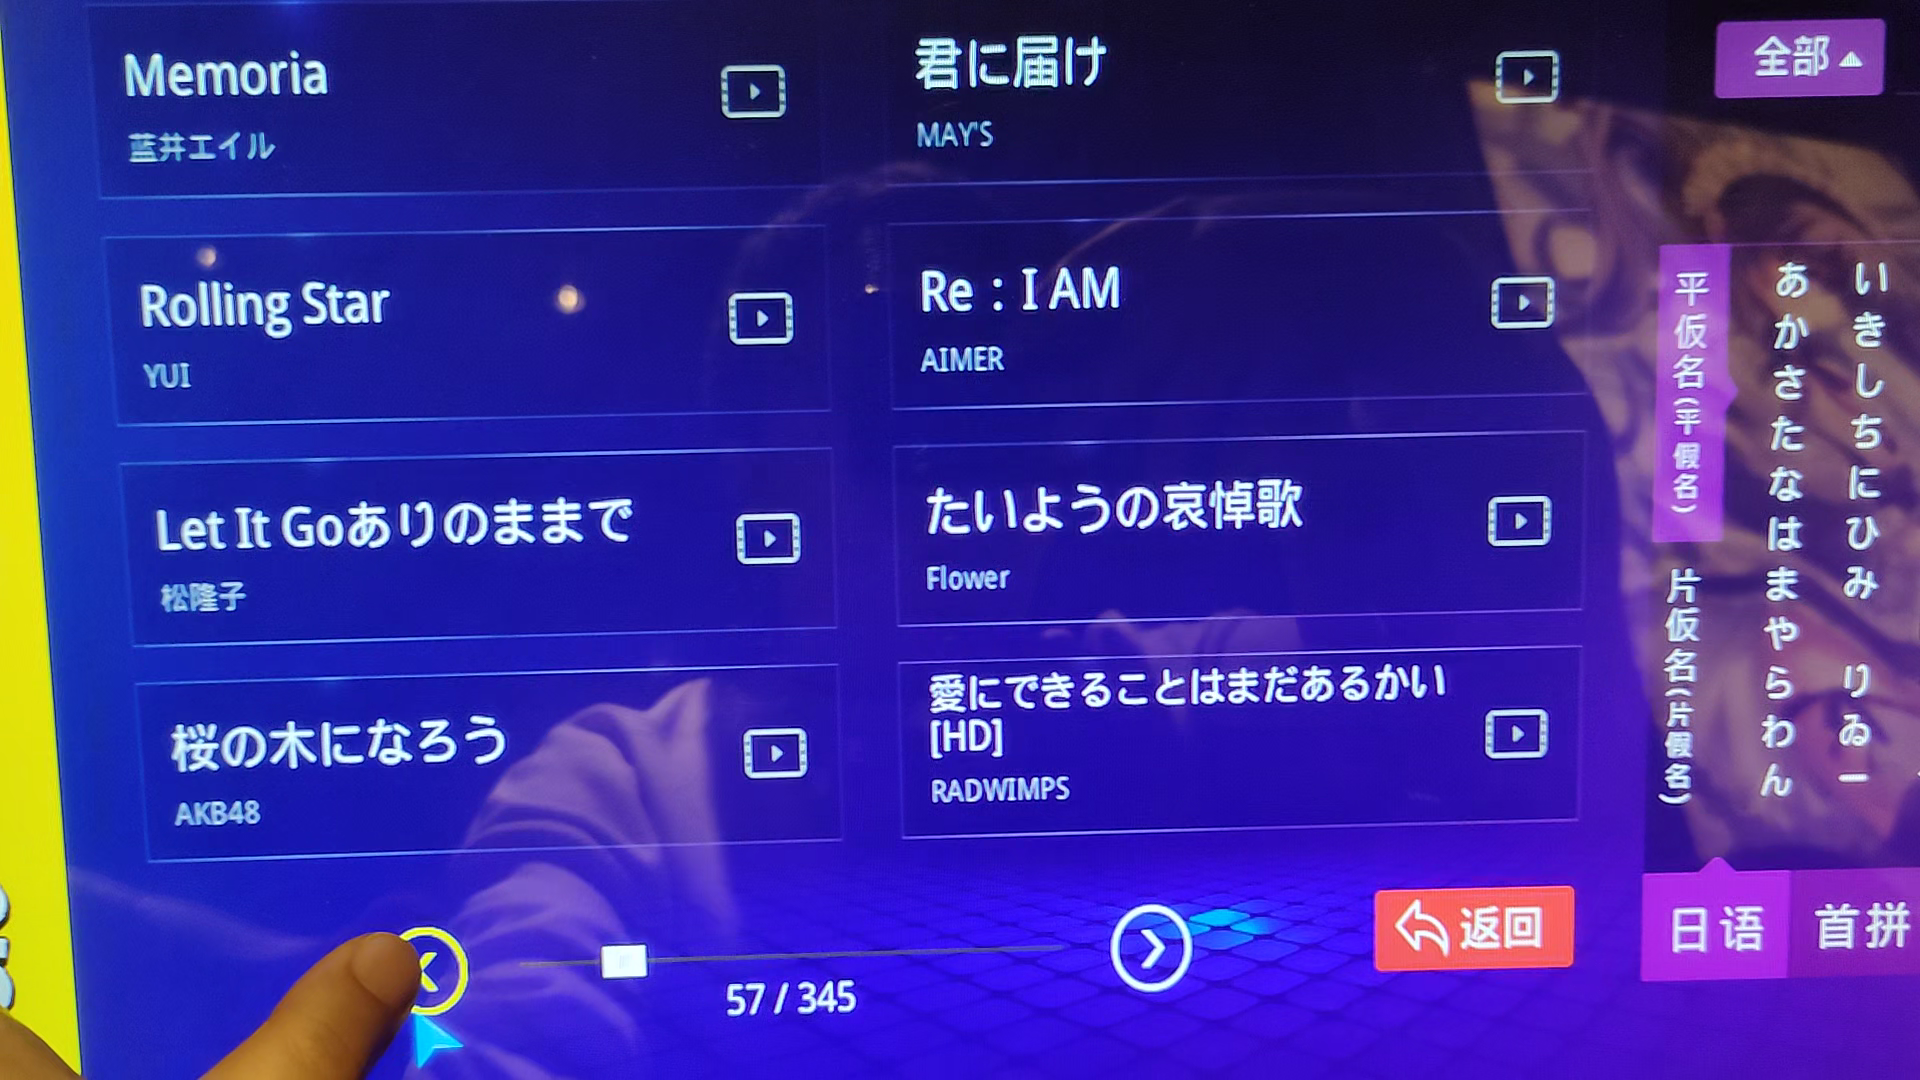 Memoria
蓝井エイル
君に届け
MAY'S
Rolling Star
YUI
Re：I AM
AIMER
Let It Goありのままで
松隆子
たいようの哀悼歌
Flower
桜の木になろう
AKB48
愛にできることはまだあるかい
[HD]
RADWIMPS
57 / 345
返回
全部
平仮名(平假名)
片仮名(片假名)
あかさたなはまやらわん
いきしちにひみ りゐー
日语
首拼